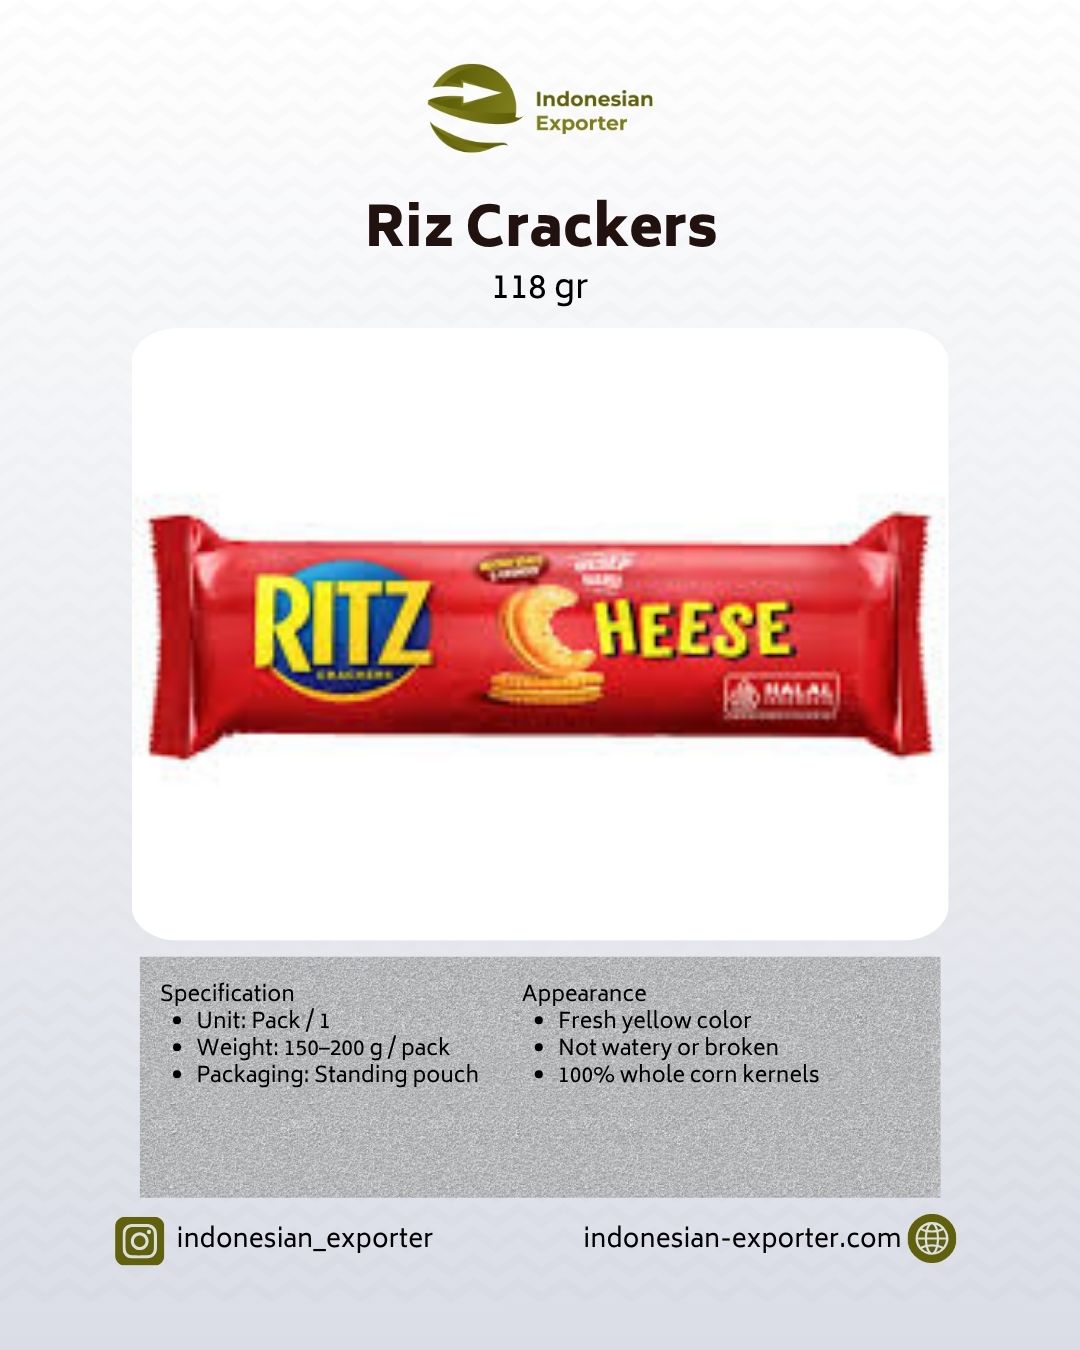 Indonesian
Exporter
Riz Crackers
118 gr
RITZ
CRACKERS
CHEESE
HALAL
Specification
• Unit: Pack / 1
• Weight: 150–200 g / pack
• Packaging: Standing pouch
Appearance
• Fresh yellow color
• Not watery or broken
• 100% whole corn kernels
indonesian_exporter
indonesian-exporter.com